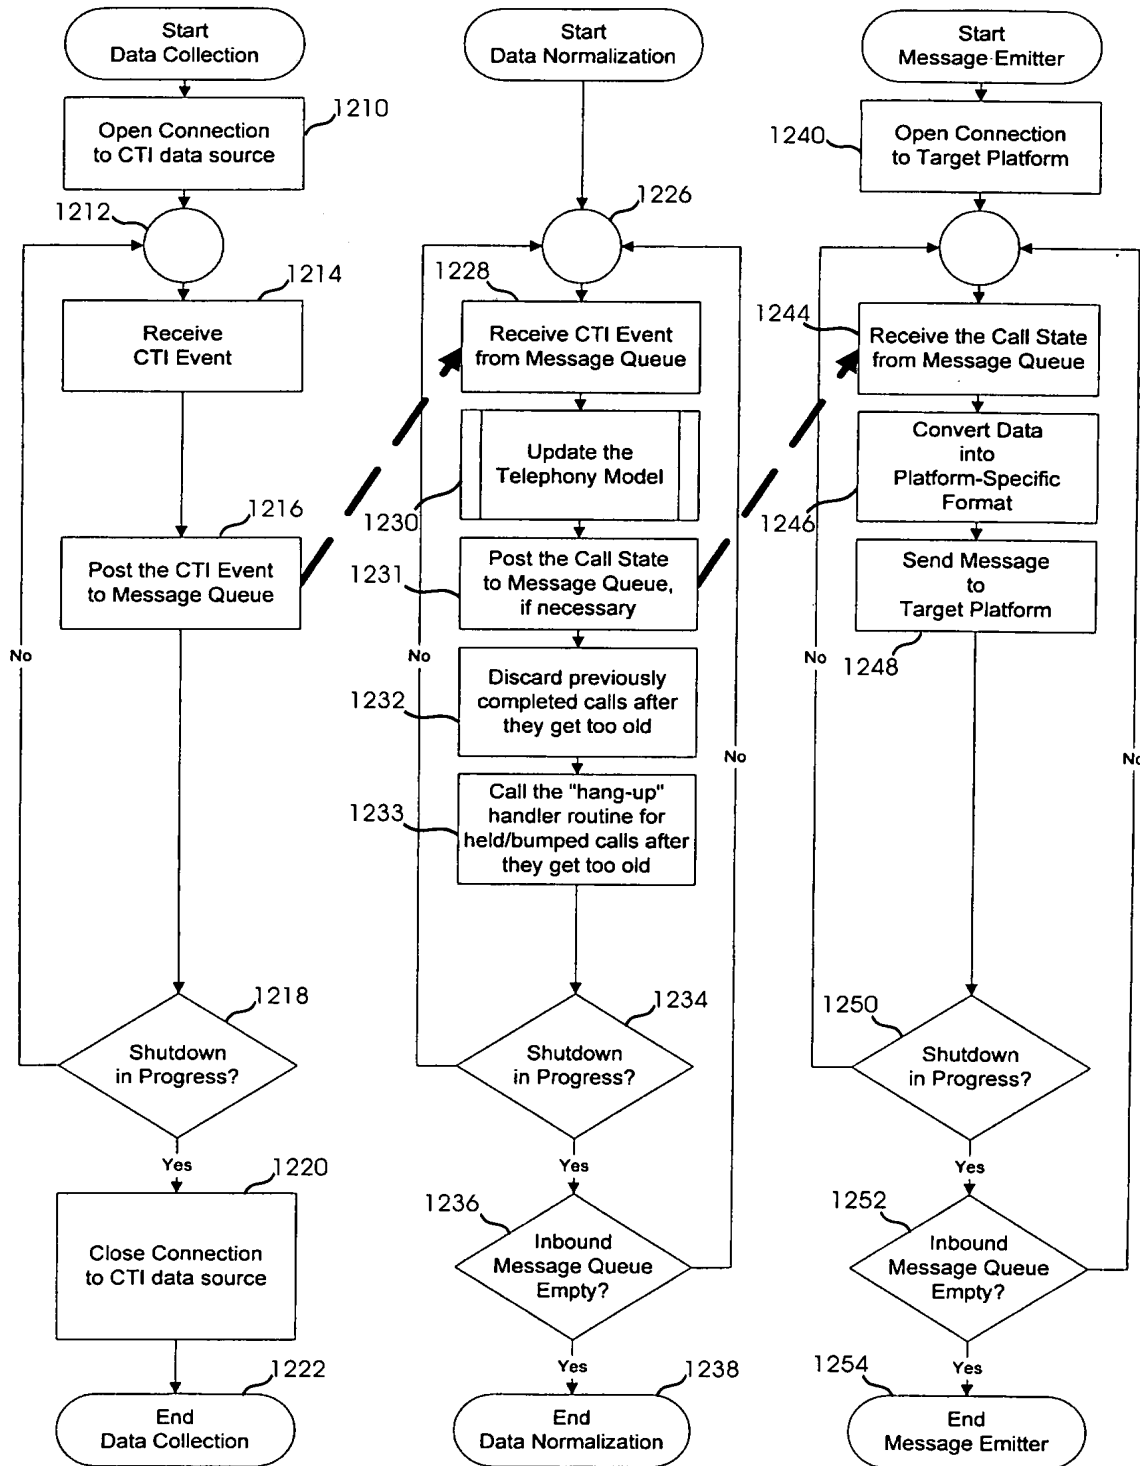 Start
Data Collection
1210
Open Connection
to CTI data source
1212
1214
Receive
CTI Event
1216
Post the CTI Event
to Message Queue
No
1218
Shutdown
in Progress?
Yes
1220
Close Connection
to CTI data source
1222
End
Data Collection
Start
Data Normalization
1226
1228
Receive CTI Event
from Message Queue
Update the
Telephony Model
1230
1231
Post the Call State
to Message Queue,
if necessary
No
1232
Discard previously
completed calls after
they get too old
No
1233
Call the "hang-up"
handler routine for
held/bumped calls after
they get too old
1234
Shutdown
in Progress?
Yes
1236
Inbound
Message Queue
Empty?
Yes
1238
End
Data Normalization
Start
Message Emitter
1240
Open Connection
to Target Platform
1244
Receive the Call State
from Message Queue
Convert Data
into
Platform-Specific
Format
1246
Send Message
to
Target Platform
1248
No
No
1250
Shutdown
in Progress?
Yes
1252
Inbound
Message Queue
Empty?
Yes
1254
End
Message Emitter